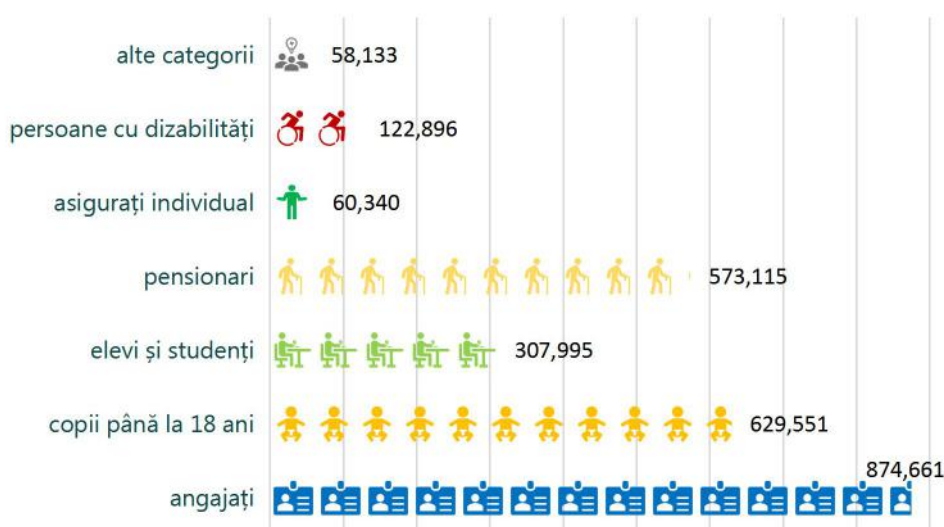 alte categorii 58,133
persoane cu dizabilități 122,896
asigurați individual 60,340
pensionari 573,115
elevi și studenți 307,995
copii până la 18 ani 629,551
angajați 874,661